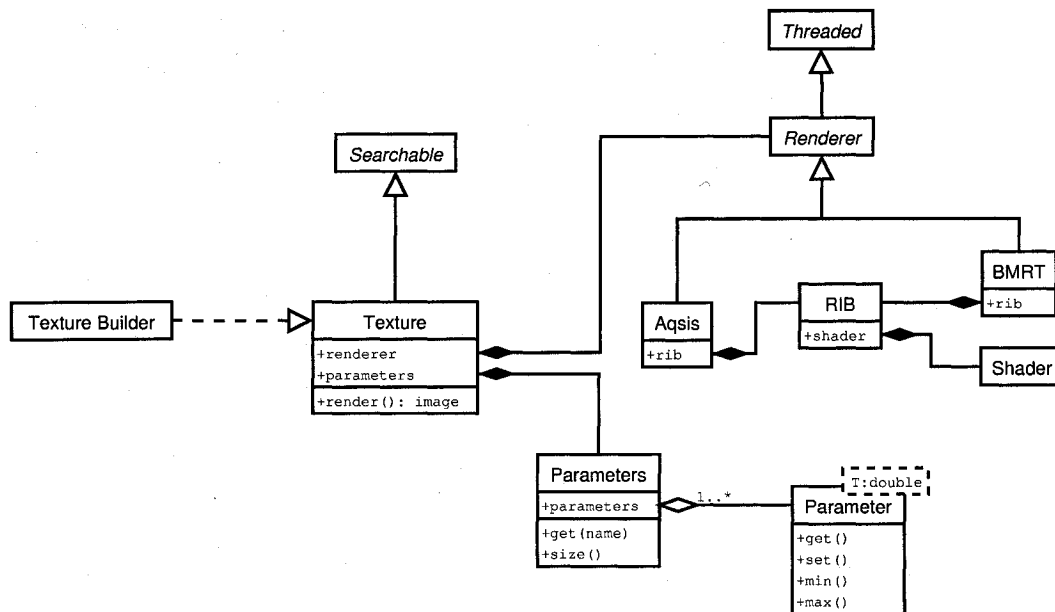 Threaded
Renderer
Searchable
BMRT
+rib
RIB
+shader
Aqsis
+rib
Shader
Texture Builder
Texture
+renderer
+parameters
+render(): image
Parameters
+parameters
+get(name)
+size()
1..*
T:double
Parameter
+get()
+set()
+min()
+max()